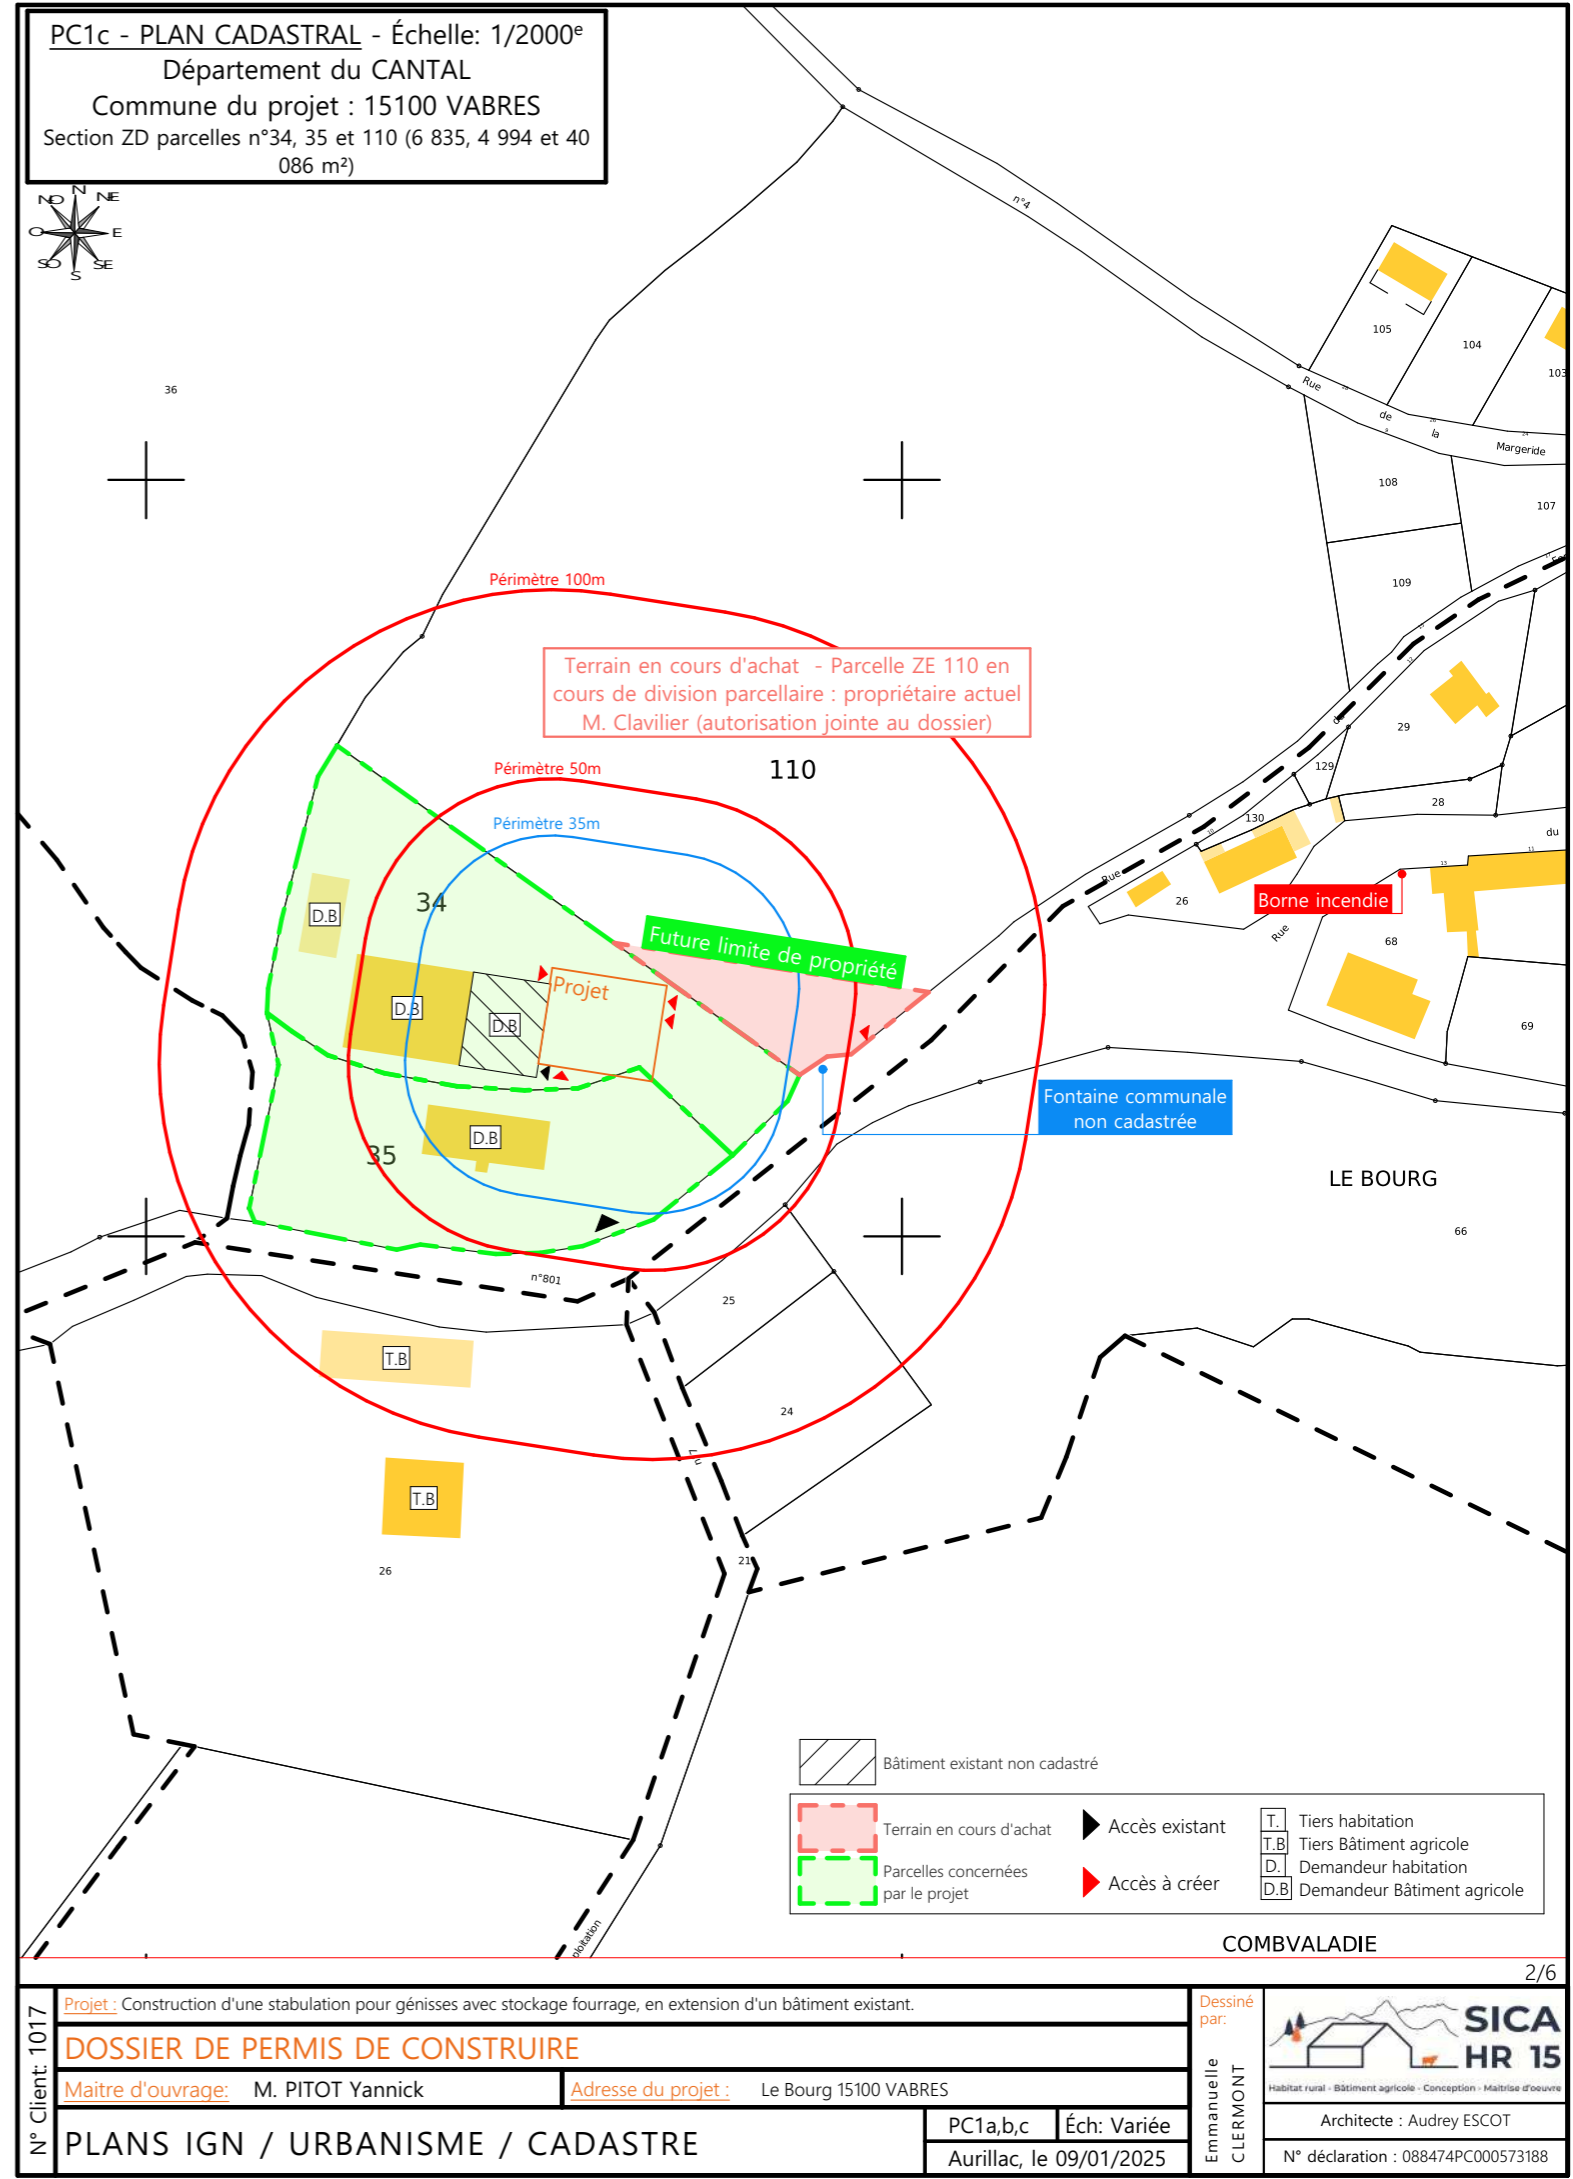 PC1c - PLAN CADASTRAL - Échelle: 1/2000ᵉ
Département du CANTAL
Commune du projet : 15100 VABRES
Section ZD parcelles n°34, 35 et 110 (6 835, 4 994 et 40
086 m²)
N
NO
NE
O
E
SO
SE
S
n°4
105
104
103
36
Rue
de
la
Margeride
108
107
109
Périmètre 100m
Terrain en cours d'achat - Parcelle ZE 110 en
cours de division parcellaire : propriétaire actuel
M. Clavilier (autorisation jointe au dossier)
110
Périmètre 50m
Périmètre 35m
29
129
28
130
du
du
34
D.B
Rue
26
Borne incendie
13
11
Rue
68
Future limite de propriété
Projet
D.B
D.B
69
Fontaine communale
non cadastrée
D.B
35
LE BOURG
66
n°801
25
T.B
24
T.B
21
26
Bâtiment existant non cadastré
Terrain en cours d'achat
Parcelles concernées
par le projet
Accès existant
Accès à créer
T. Tiers habitation
T.B Tiers Bâtiment agricole
D. Demandeur habitation
D.B Demandeur Bâtiment agricole
ploitation
COMBVALADIE
2/6
N° Client: 1017
Projet : Construction d'une stabulation pour génisses avec stockage fourrage, en extension d'un bâtiment existant.
DOSSIER DE PERMIS DE CONSTRUIRE
Maitre d'ouvrage: M. PITOT Yannick
Adresse du projet : Le Bourg 15100 VABRES
PLANS IGN / URBANISME / CADASTRE
PC1a,b,c
Éch: Variée
Aurillac, le 09/01/2025
Dessiné
par:
Emmanuelle
CLERMONT
SICA
HR 15
Habitat rural - Bâtiment agricole - Conception - Maîtrise d'oeuvre
Architecte : Audrey ESCOT
N° déclaration : 088474PC000573188